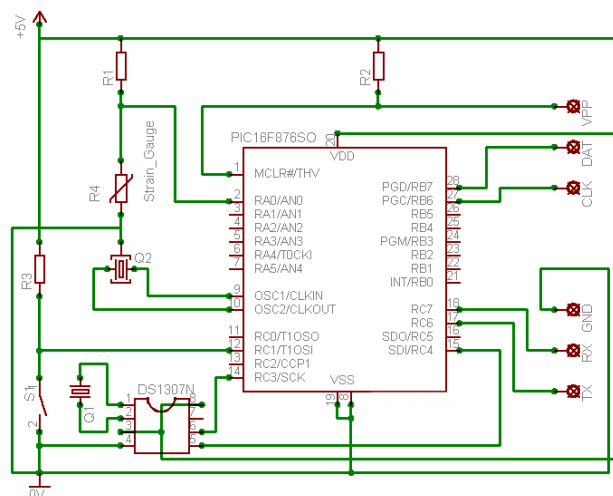 +5V
R1
R2
VPP
PIC16F876SO
20
VDD
DAT
CLK
Strain_Gauge
R4
1 MCLR#/THV
2 RA0/AN0
3 RA1/AN1
4 RA2/AN2
5 RA3/AN3
6 RA4/T0CKI
7 RA5/AN4
9 OSC1/CLKIN
10 OSC2/CLKOUT
11 RC0/T1OSO
12 RC1/T1OSI
13 RC2/CCP1
14 RC3/SCK
PGD/RB7 28
PGC/RB6 27
RB5 26
RB4 25
PGM/RB3 24
RB2 23
RB1 22
INT/RB0 21
RC7 18
RC6 17
SDO/RC5 16
SDI/RC4 15
VSS
19
8
Q2
R3
GND
RX
TX
S1
1
2
Q1
DS1307N
1
2
3
4
8
7
6
5
0V